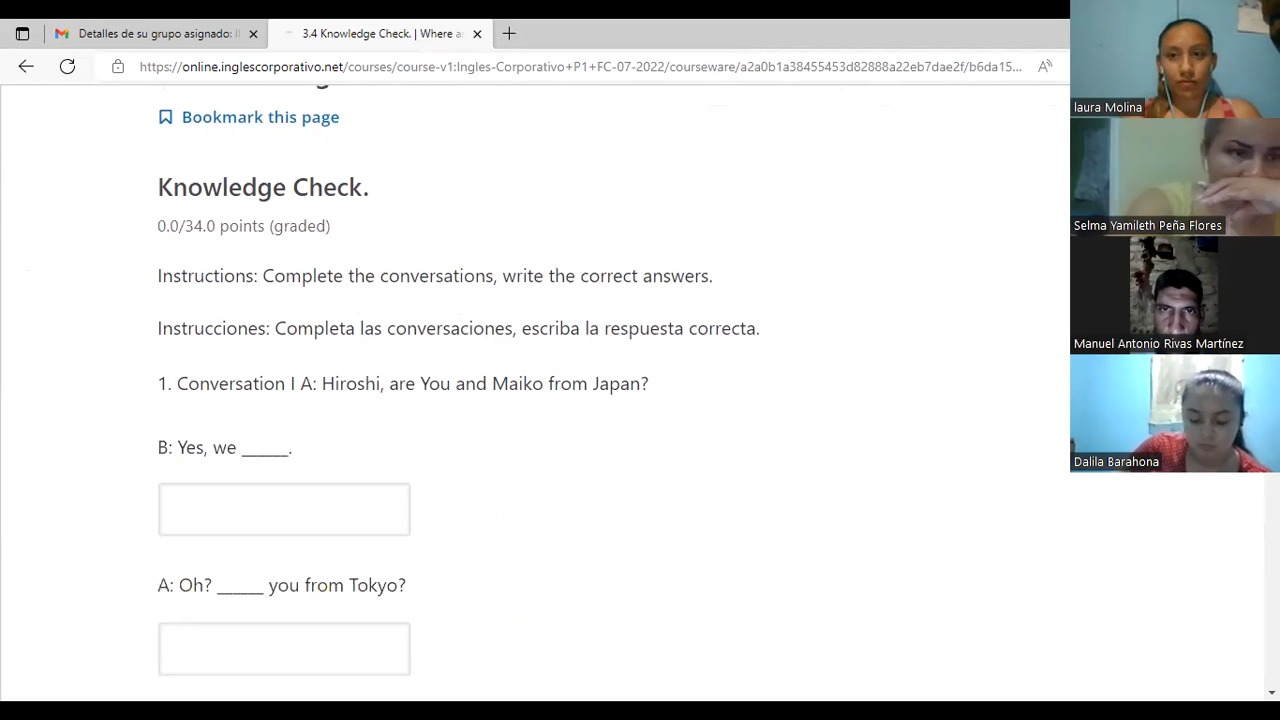 Detalles de su grupo asignado: I
3.4 Knowledge Check. | Where a
https://online.inglescorporativo.net/courses/course-v1:Ingles-Corporativo+P1+FC-07-2022/courseware/a2a0b1a38455453d82888a22eb7dae2f/b6da15...
Bookmark this page
Knowledge Check.
0.0/34.0 points (graded)
Instructions: Complete the conversations, write the correct answers.
Instrucciones: Completa las conversaciones, escriba la respuesta correcta.
1. Conversation I A: Hiroshi, are You and Maiko from Japan?
B: Yes, we _____.
A: Oh? _____ you from Tokyo?
laura Molina
Selma Yamileth Peña Flores
Manuel Antonio Rivas Martínez
Dalila Barahona